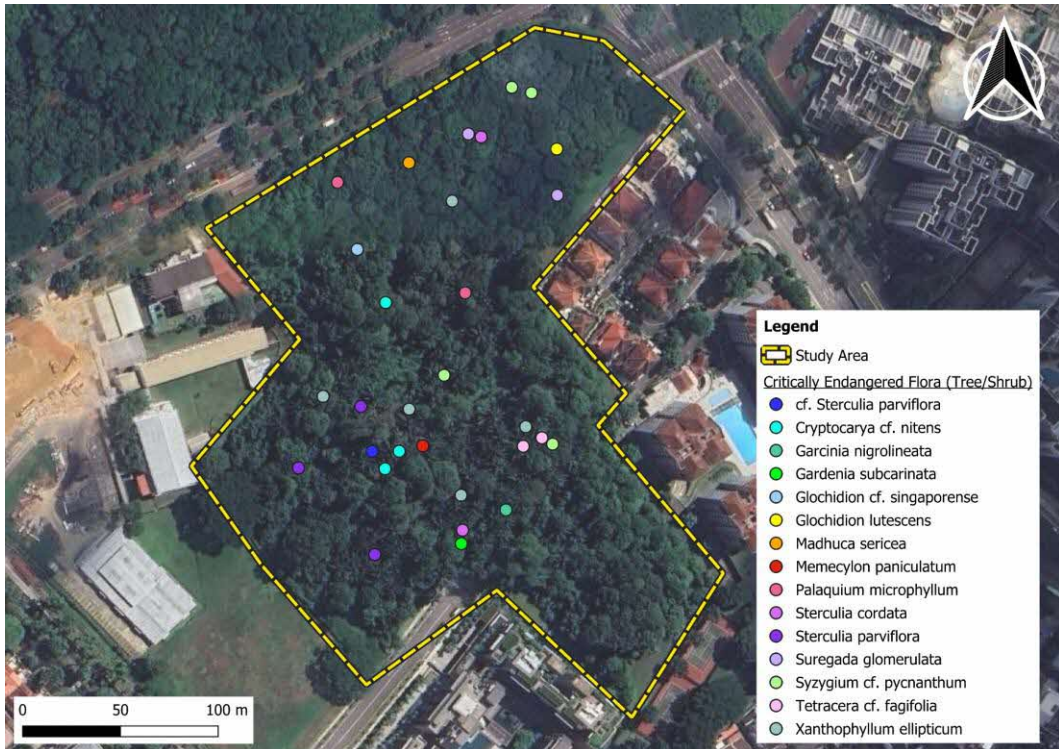 Legend
Study Area
Critically Endangered Flora (Tree/Shrub)
cf. Sterculia parviflora
Cryptocarya cf. nitens
Garcinia nigrolineata
Gardenia subcarinata
Glochidion cf. singaporense
Glochidion lutescens
Madhuca sericea
Memecylon paniculatum
Palaquium microphyllum
Sterculia cordata
Sterculia parviflora
Suregada glomerulata
Syzygium cf. pycnanthum
Tetracera cf. fagifolia
Xanthophyllum ellipticum
0 50 100 m